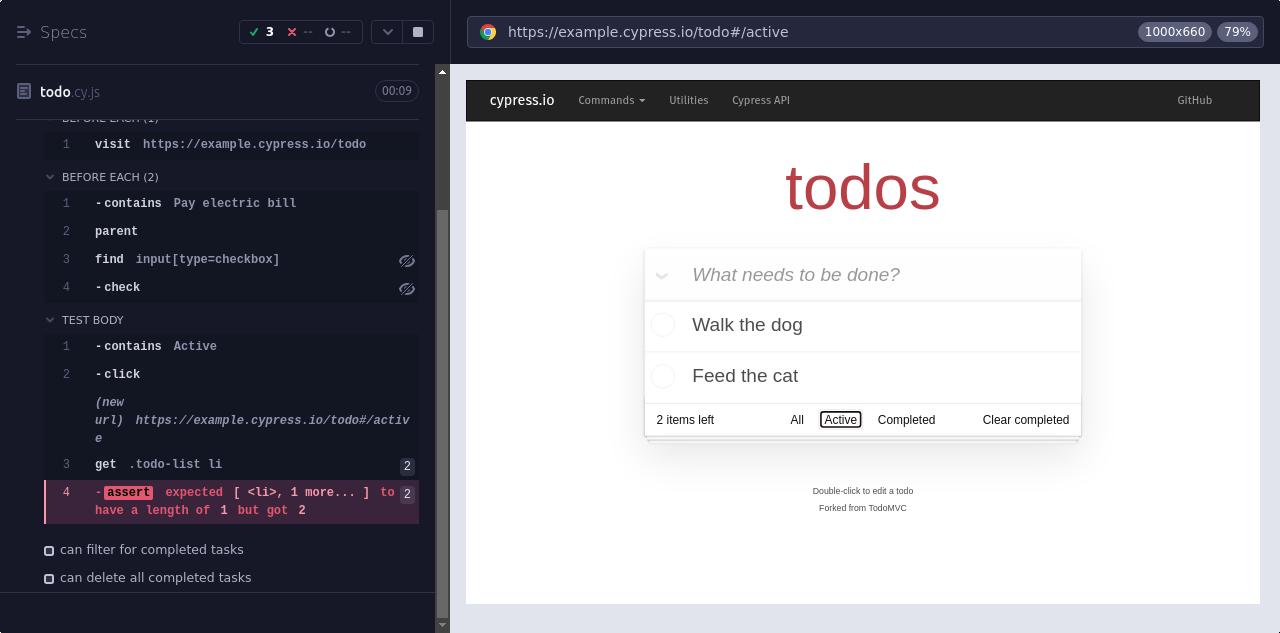 Specs
3
--
--
todo.cy.js
00:09
BEFORE EACH (1)
1 visit https://example.cypress.io/todo
BEFORE EACH (2)
1 -contains Pay electric bill
2 parent
3 find input[type=checkbox]
4 -check
TEST BODY
1 -contains Active
2 -click
(new
url) https://example.cypress.io/todo#/activ
e
3 get .todo-list li 2
4 -assert expected [ <li>, 1 more... ] to 2
have a length of 1 but got 2
can filter for completed tasks
can delete all completed tasks
https://example.cypress.io/todo#/active
1000x660 79%
cypress.io Commands Utilities Cypress API GitHub
todos
What needs to be done?
Walk the dog
Feed the cat
2 items left All Active Completed Clear completed
Double-click to edit a todo
Forked from TodoMVC